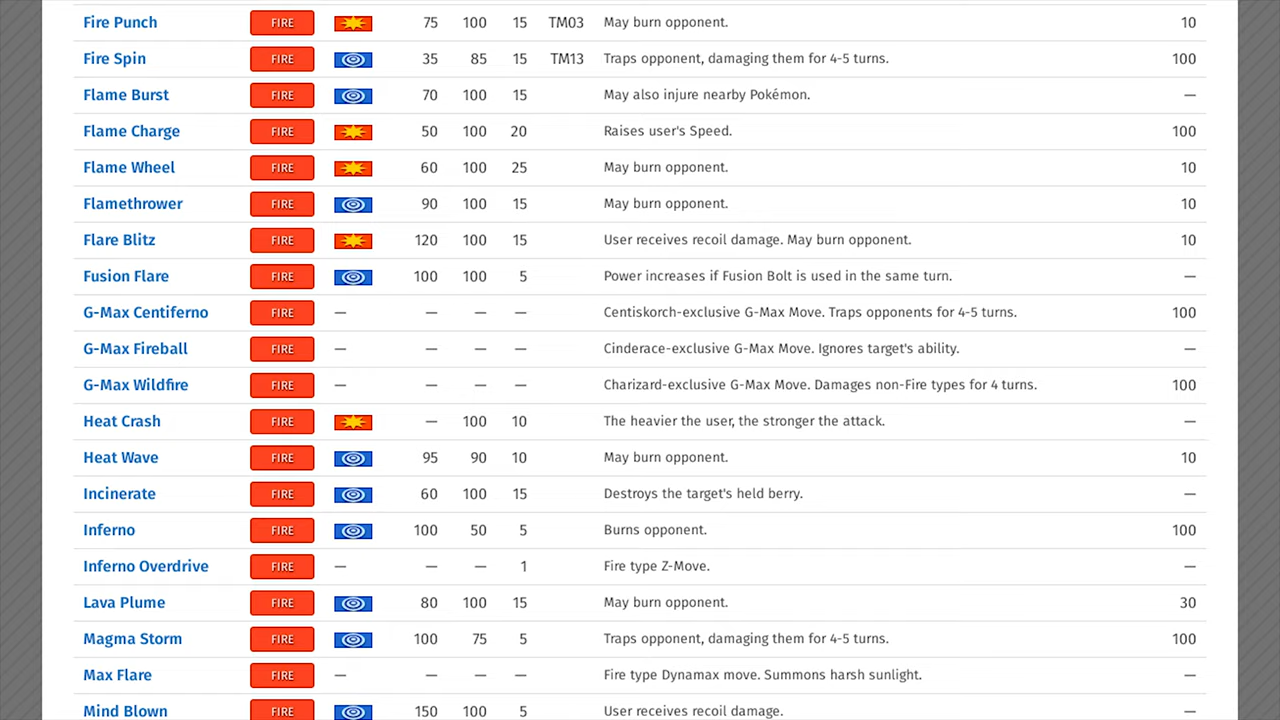 Fire Punch FIRE 75 100 15 TM03 May burn opponent. 10
Fire Spin FIRE 35 85 15 TM13 Traps opponent, damaging them for 4-5 turns. 100
Flame Burst FIRE 70 100 15 May also injure nearby Pokémon. —
Flame Charge FIRE 50 100 20 Raises user's Speed. 100
Flame Wheel FIRE 60 100 25 May burn opponent. 10
Flamethrower FIRE 90 100 15 May burn opponent. 10
Flare Blitz FIRE 120 100 15 User receives recoil damage. May burn opponent. 10
Fusion Flare FIRE 100 100 5 Power increases if Fusion Bolt is used in the same turn. —
G-Max Centiferno FIRE — — — — Centiskorch-exclusive G-Max Move. Traps opponents for 4-5 turns. 100
G-Max Fireball FIRE — — — — Cinderace-exclusive G-Max Move. Ignores target's ability. —
G-Max Wildfire FIRE — — — — Charizard-exclusive G-Max Move. Damages non-Fire types for 4 turns. 100
Heat Crash FIRE — 100 10 The heavier the user, the stronger the attack. —
Heat Wave FIRE 95 90 10 May burn opponent. 10
Incinerate FIRE 60 100 15 Destroys the target's held berry. —
Inferno FIRE 100 50 5 Burns opponent. 100
Inferno Overdrive FIRE — — — 1 Fire type Z-Move. —
Lava Plume FIRE 80 100 15 May burn opponent. 30
Magma Storm FIRE 100 75 5 Traps opponent, damaging them for 4-5 turns. 100
Max Flare FIRE — — — — Fire type Dynamax move. Summons harsh sunlight. —
Mind Blown FIRE 150 100 5 User receives recoil damage. —